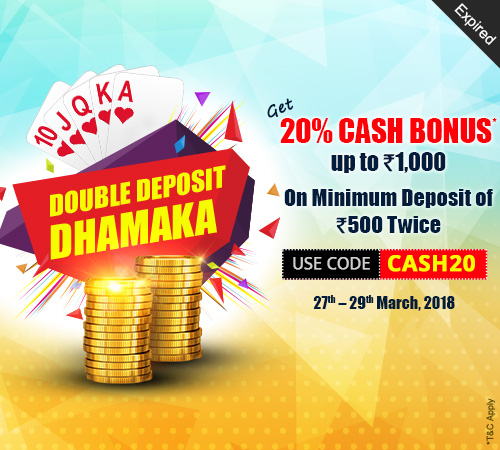 Expired
10 J Q K A
DOUBLE DEPOSIT
DHAMAKA
Get
20% CASH BONUS*
up to ₹1,000
On Minimum Deposit of
₹500 Twice
USE CODE CASH20
27th – 29th March, 2018
*T&C Apply